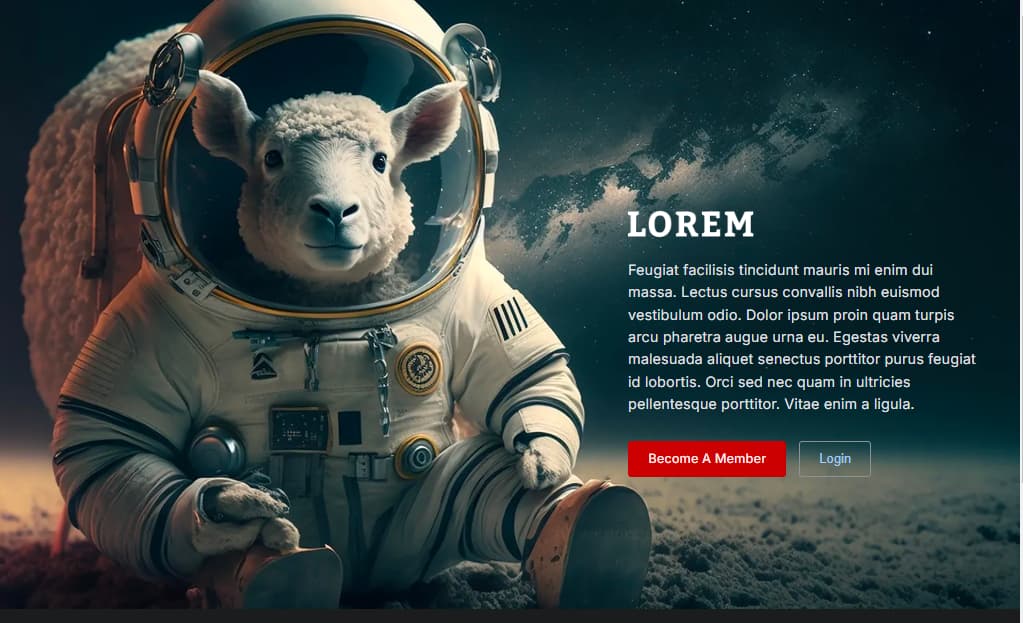 LOREM
Feugiat facilisis tincidunt mauris mi enim dui
massa. Lectus cursus convallis nibh euismod
vestibulum odio. Dolor ipsum proin quam turpis
arcu pharetra augue urna eu. Egestas viverra
malesuada aliquet senectus porttitor purus feugiat
id lobortis. Orci sed nec quam in ultricies
pellentesque porttitor. Vitae enim a ligula.
Become A Member
Login